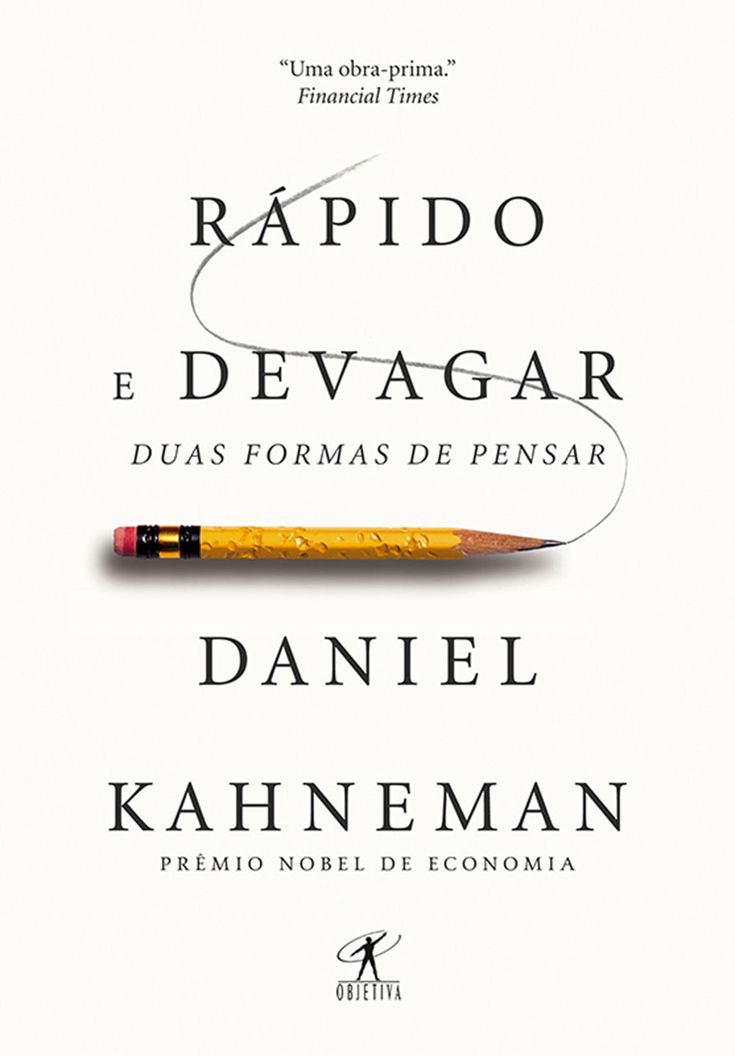 “Uma obra-prima.”
Financial Times
RÁPIDO
E DEVAGAR
DUAS FORMAS DE PENSAR
DANIEL
KAHNEMAN
PRÊMIO NOBEL DE ECONOMIA
OBJETIVA